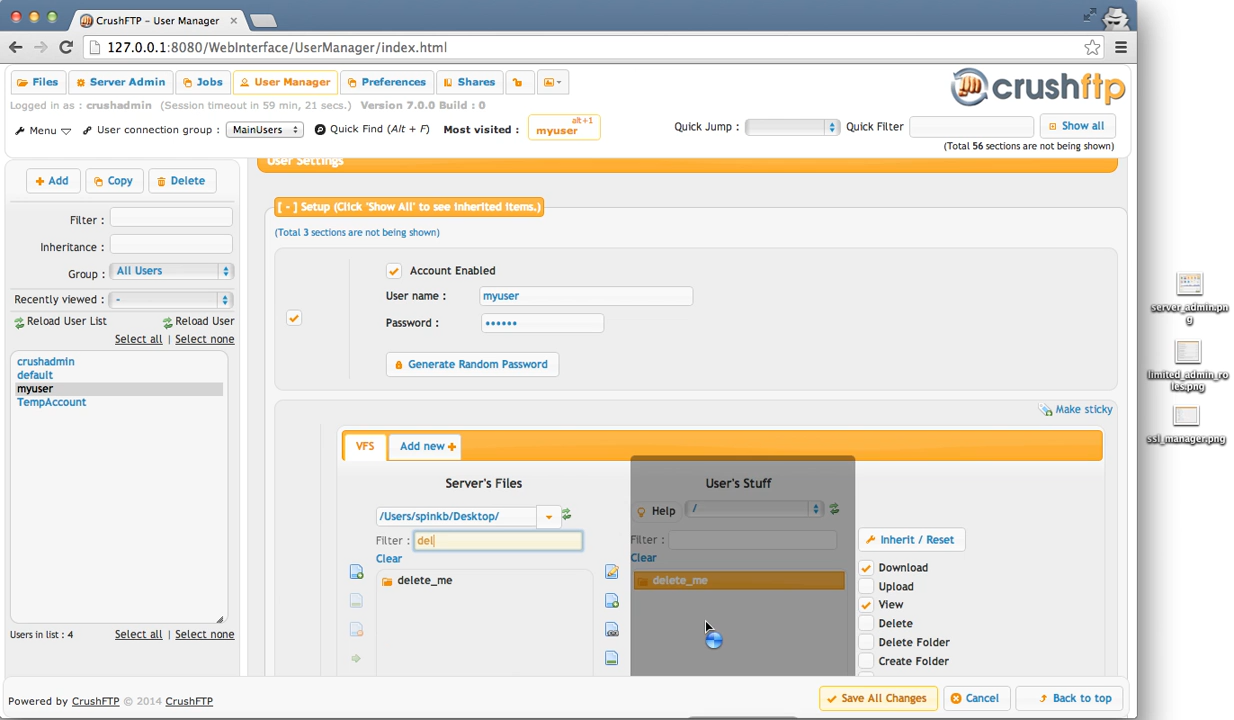 CrushFTP – User Manager
127.0.0.1:8080/WebInterface/UserManager/index.html
Files Server Admin Jobs User Manager Preferences Shares
crushftp
Logged in as : crushadmin (Session timeout in 59 min, 21 secs.) Version 7.0.0 Build : 0
Menu User connection group : MainUsers Quick Find (Alt + F) Most visited : myuser alt+1 Quick Jump : Quick Filter Show all
(Total 56 sections are not being shown)
User Settings
Add Copy Delete
Filter :
Inheritance :
Group : All Users
Recently viewed : -
Reload User List Reload User
Select all | Select none
crushadmin
default
myuser
TempAccount
Users in list : 4 Select all | Select none
[ - ] Setup (Click 'Show All' to see inherited items.)
(Total 3 sections are not being shown)
Account Enabled
User name : myuser
Password : ••••••
Generate Random Password
Make sticky
VFS Add new
Server's Files
/Users/spinkb/Desktop/
Filter : del
Clear
delete_me
User's Stuff
Help /
Filter :
Clear
delete_me
Inherit / Reset
Download
Upload
View
Delete
Delete Folder
Create Folder
Powered by CrushFTP © 2014 CrushFTP
Save All Changes Cancel Back to top
server_admin.pn
g
limited_admin_ro
les.png
ssl_manager.png